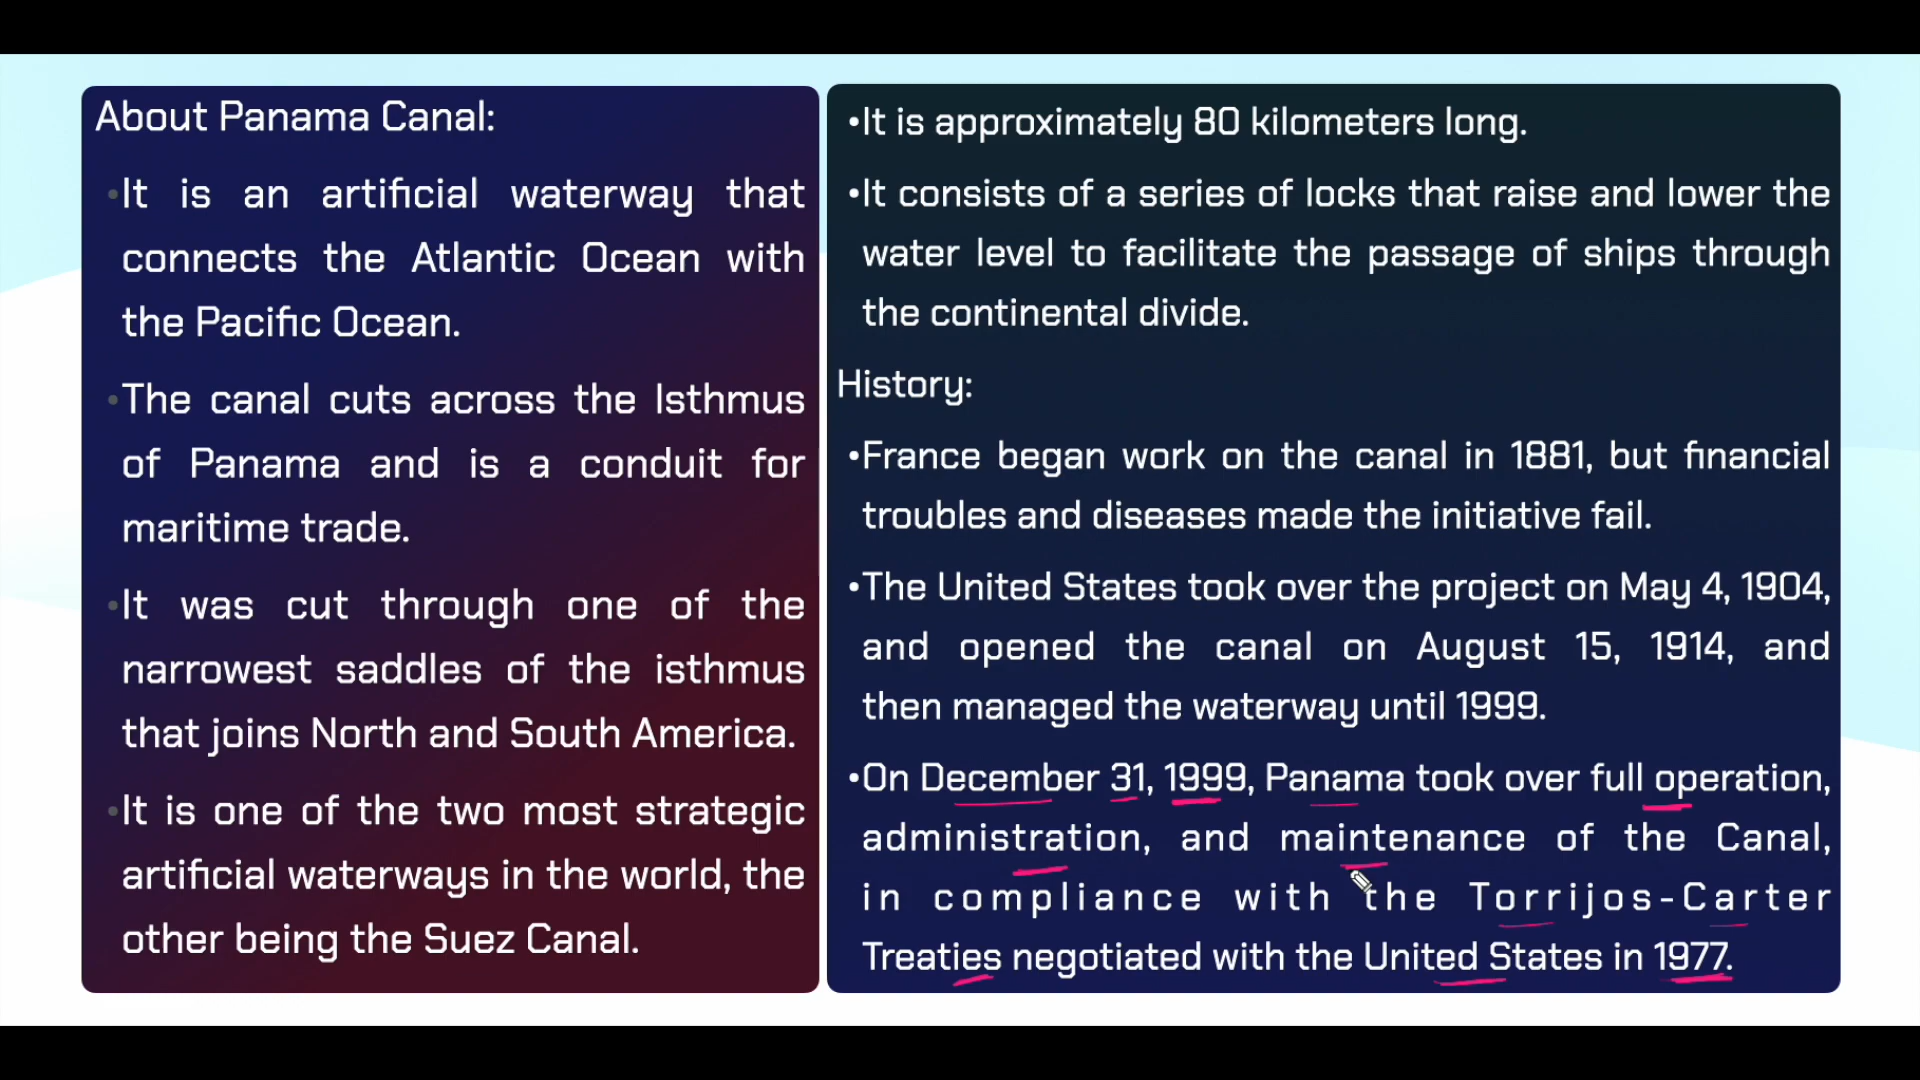 About Panama Canal:
•It is an artificial waterway that
connects the Atlantic Ocean with
the Pacific Ocean.
•The canal cuts across the Isthmus
of Panama and is a conduit for
maritime trade.
•It was cut through one of the
narrowest saddles of the isthmus
that joins North and South America.
•It is one of the two most strategic
artificial waterways in the world, the
other being the Suez Canal.
•It is approximately 80 kilometers long.
•It consists of a series of locks that raise and lower the
water level to facilitate the passage of ships through
the continental divide.
History:
•France began work on the canal in 1881, but financial
troubles and diseases made the initiative fail.
•The United States took over the project on May 4, 1904,
and opened the canal on August 15, 1914, and
then managed the waterway until 1999.
•On December 31, 1999, Panama took over full operation,
administration, and maintenance of the Canal,
in compliance with the Torrijos-Carter
Treaties negotiated with the United States in 1977.